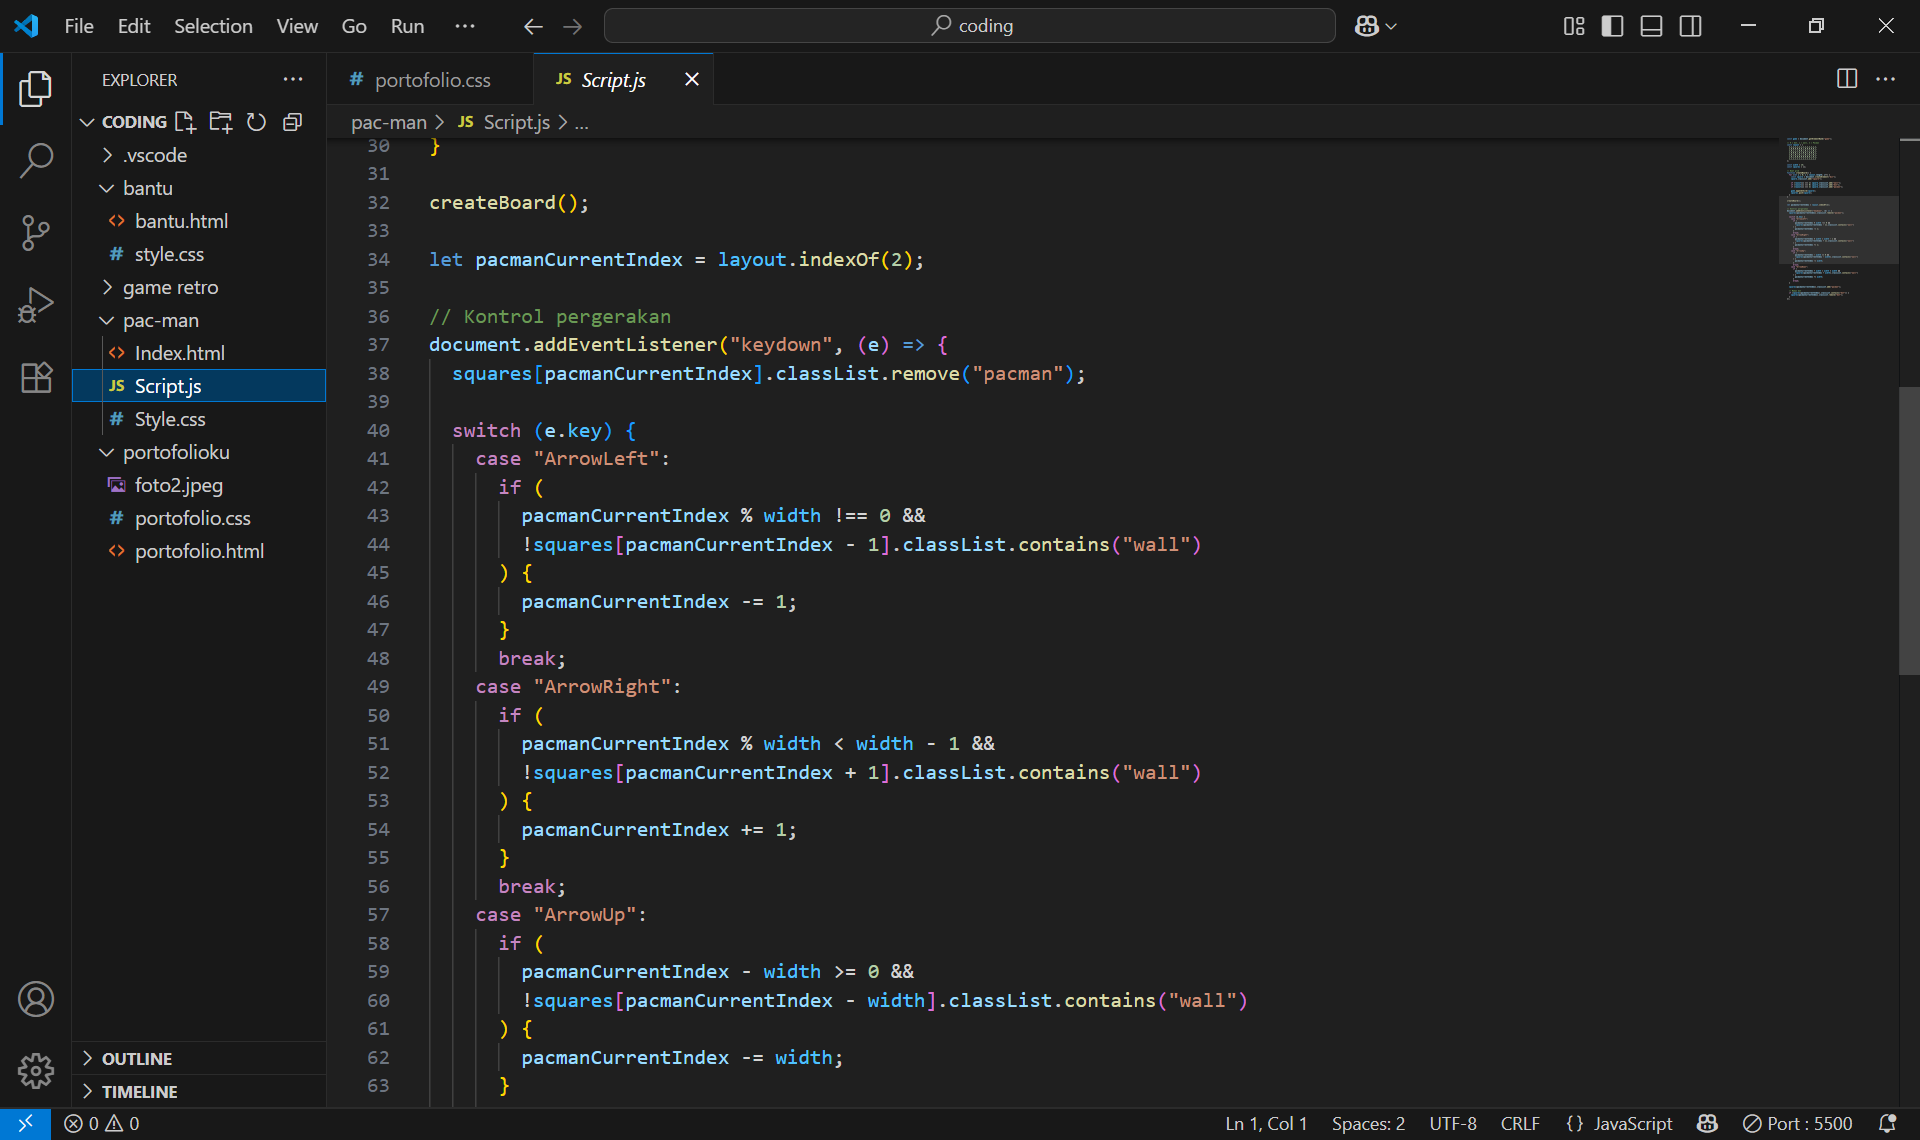 File Edit Selection View Go Run ...
coding
EXPLORER ...
portofolio.css
JS Script.js
CODING
pac-man > JS Script.js > ...
.vscode
bantu
bantu.html
# style.css
game retro
pac-man
Index.html
JS Script.js
# Style.css
portofolioku
foto2.jpeg
# portofolio.css
portofolio.html
OUTLINE
TIMELINE
30 }
31
32 createBoard();
33
34 let pacmanCurrentIndex = layout.indexOf(2);
35
36 // Kontrol pergerakan
37 document.addEventListener("keydown", (e) => {
38 squares[pacmanCurrentIndex].classList.remove("pacman");
39
40 switch (e.key) {
41 case "ArrowLeft":
42 if (
43 pacmanCurrentIndex % width !== 0 &&
44 !squares[pacmanCurrentIndex - 1].classList.contains("wall")
45 ) {
46 pacmanCurrentIndex -= 1;
47 }
48 break;
49 case "ArrowRight":
50 if (
51 pacmanCurrentIndex % width < width - 1 &&
52 !squares[pacmanCurrentIndex + 1].classList.contains("wall")
53 ) {
54 pacmanCurrentIndex += 1;
55 }
56 break;
57 case "ArrowUp":
58 if (
59 pacmanCurrentIndex - width >= 0 &&
60 !squares[pacmanCurrentIndex - width].classList.contains("wall")
61 ) {
62 pacmanCurrentIndex -= width;
63 }
0 0 Ln 1, Col 1 Spaces: 2 UTF-8 CRLF {} JavaScript Port : 5500